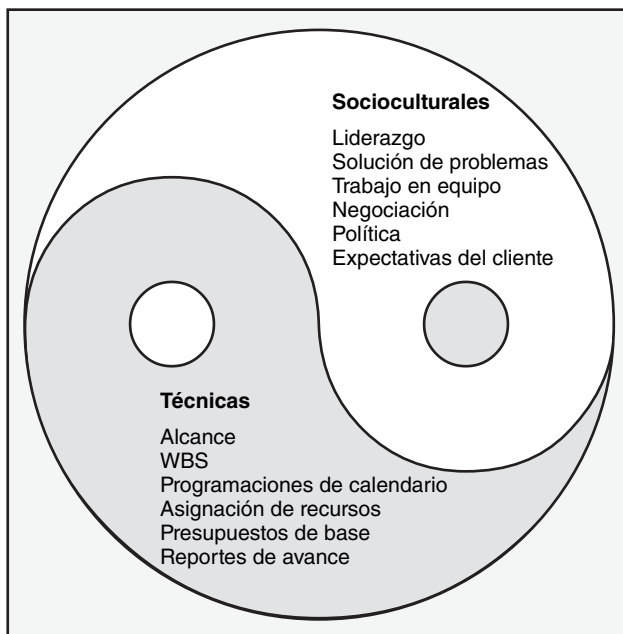 Socioculturales
Liderazgo
Solución de problemas
Trabajo en equipo
Negociación
Política
Expectativas del cliente
Técnicas
Alcance
WBS
Programaciones de calendario
Asignación de recursos
Presupuestos de base
Reportes de avance